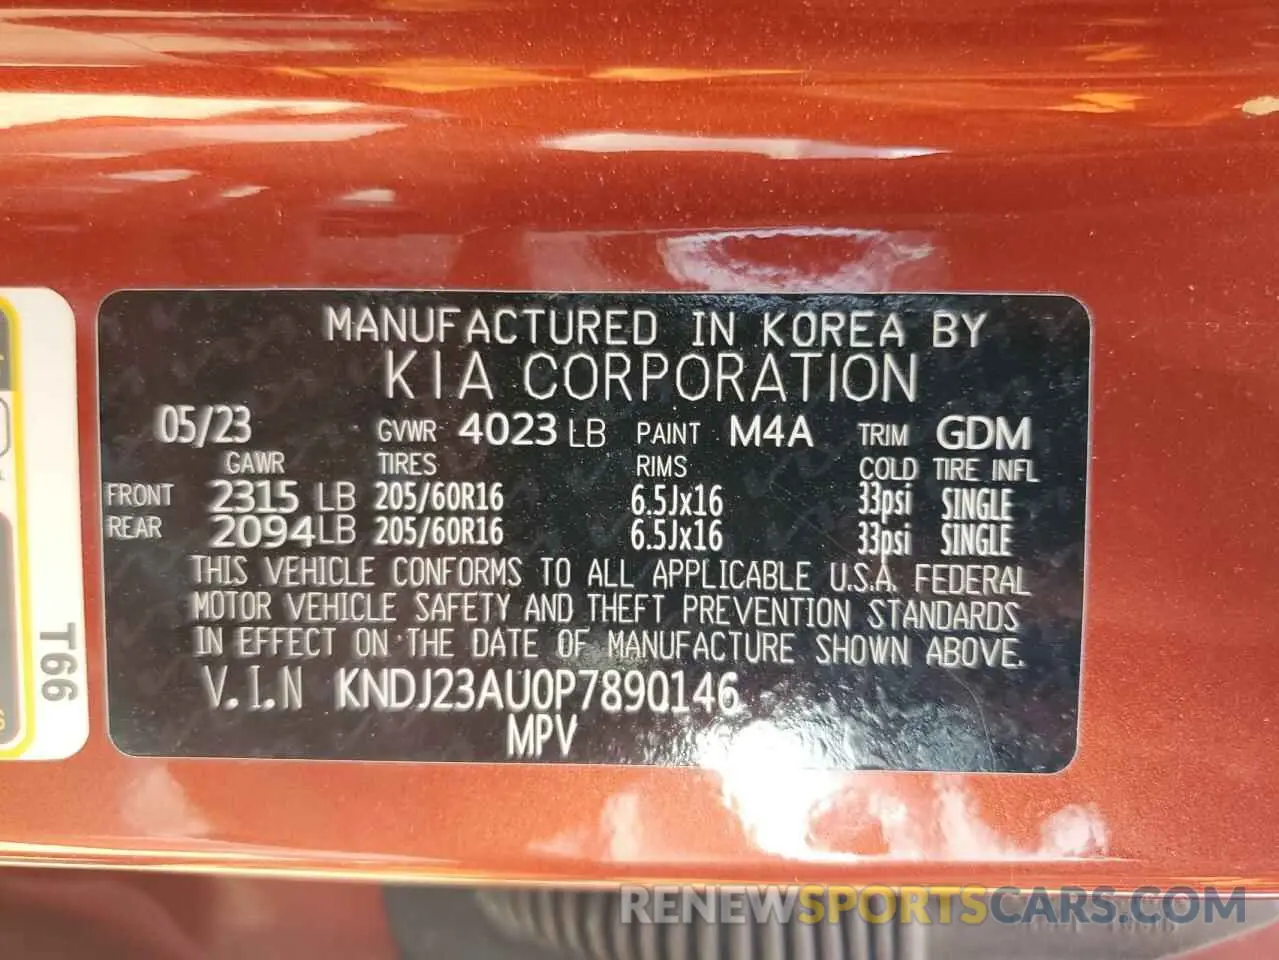 MANUFACTURED IN KOREA BY
KIA CORPORATION
05/23 GVWR 4023 LB PAINT M4A TRIM GDM
GAWR TIRES RIMS COLD TIRE INFL
FRONT 2315 LB 205/60R16 6.5Jx16 33psi SINGLE
REAR 2094LB 205/60R16 6.5Jx16 33psi SINGLE
THIS VEHICLE CONFORMS TO ALL APPLICABLE U.S.A. FEDERAL
MOTOR VEHICLE SAFETY AND THEFT PREVENTION STANDARDS
IN EFFECT ON THE DATE OF MANUFACTURE SHOWN ABOVE.
V.I.N KNDJ23AU0P7890146
MPV
T66
RENEWSPORTSCARS.COM